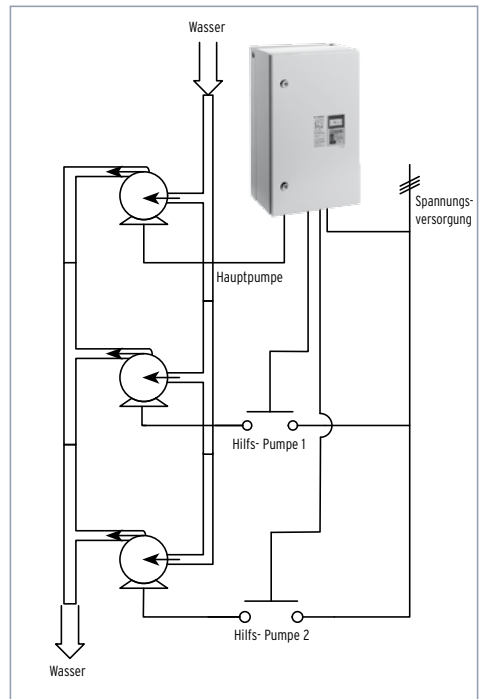 Wasser
Spannungs-
versorgung
Hauptpumpe
Hilfs- Pumpe 1
Hilfs- Pumpe 2
Wasser